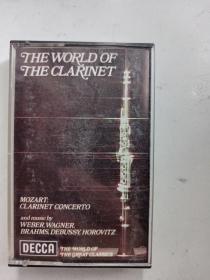 THE WORLD OF
THE CLARINET
MOZART:
CLARINET CONCERTO
and music by
WEBER, WAGNER,
BRAHMS, DEBUSSY, HOROVITZ
DECCA
THE WORLD OF
THE GREAT CLASSICS